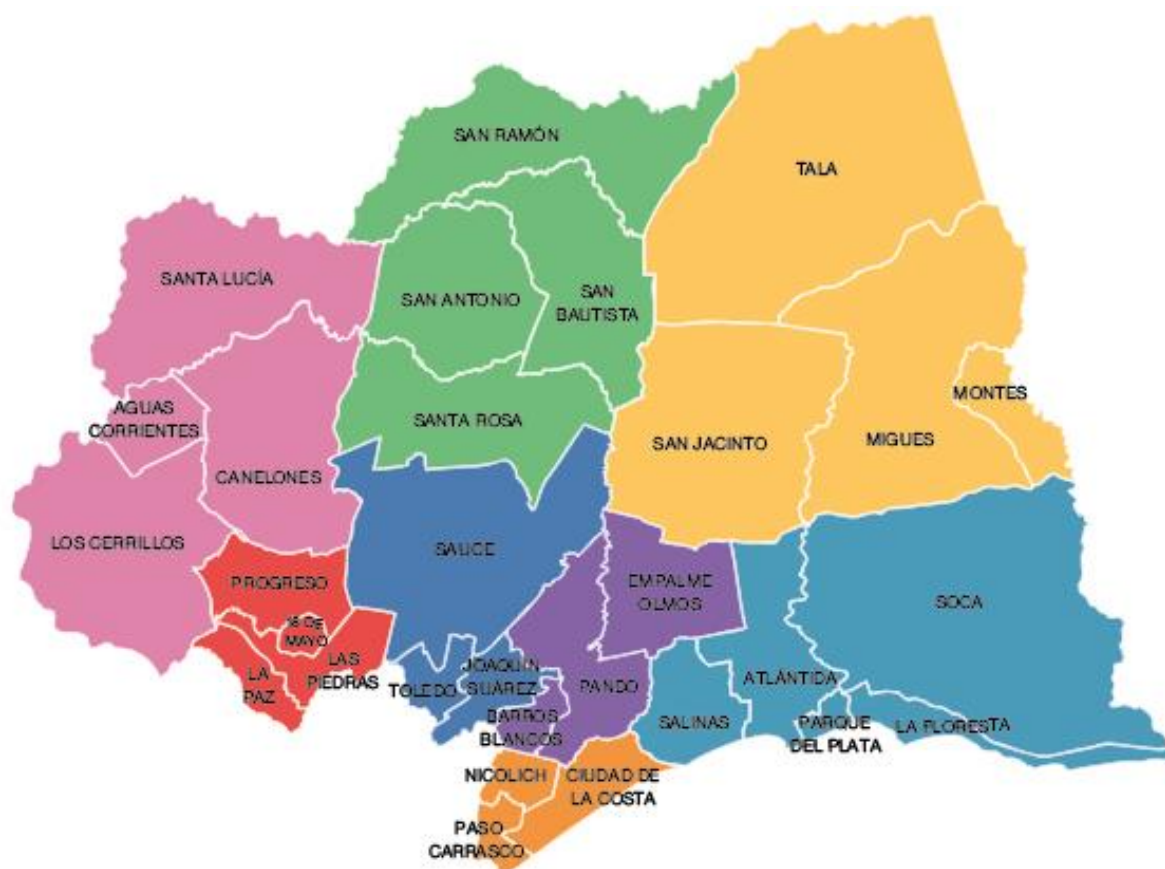 SAN RAMÓN
TALA
SANTA LUCÍA
SAN ANTONIO
SAN
BAUTISTA
AGUAS
CORRIENTES
SANTA ROSA
MONTES
SAN JACINTO
MIGUES
CANELONES
LOS CERRILLOS
SAUCE
PROGRESO
EMPALME
OLMOS
SOCA
18 DE
MAYO
LA
PAZ
LAS
PIEDRAS
TOLEDO
JOAQUÍN
SUÁREZ
PANDO
ATLÁNTIDA
BARROS
BLANCOS
SALINAS
PARQUE
DEL PLATA
LA FLORESTA
NICOLICH
CIUDAD DE
LA COSTA
PASO
CARRASCO